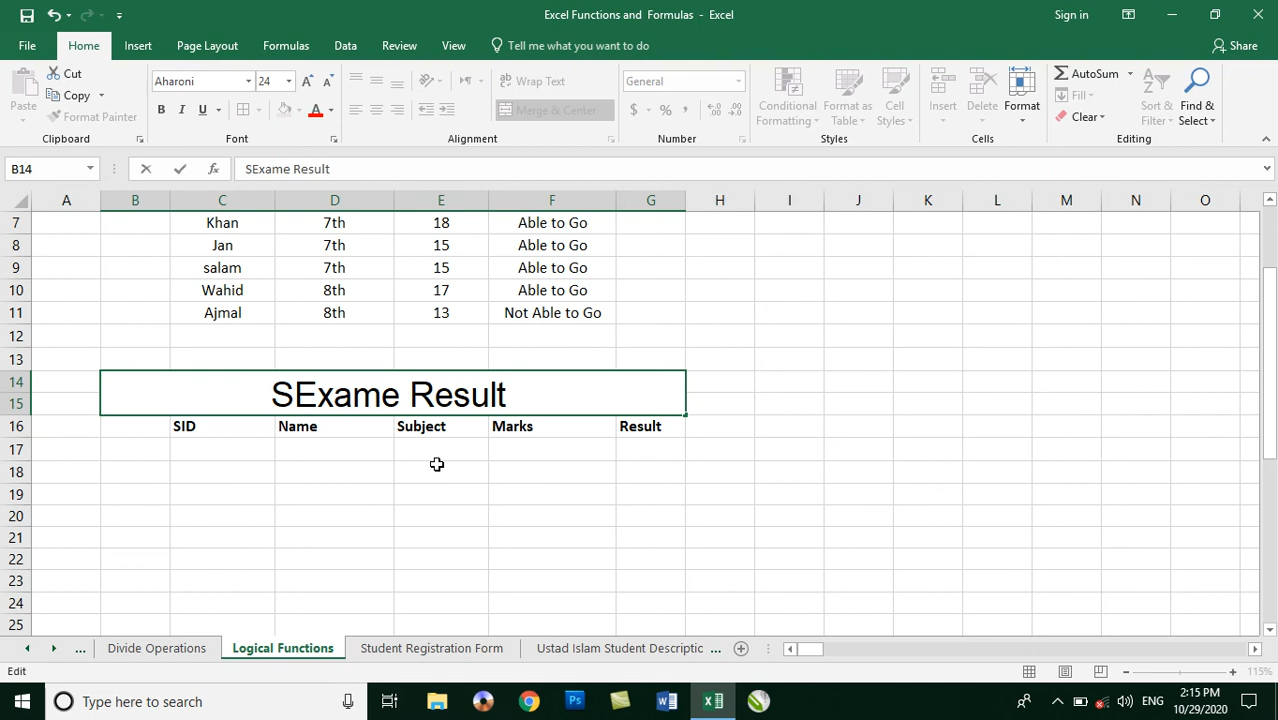 Excel Functions and Formulas - Excel
Sign in
File Home Insert Page Layout Formulas Data Review View Tell me what you want to do Share
Paste Cut Copy Format Painter Clipboard
Aharoni 24 A A B I U A Font
Wrap Text Merge & Center Alignment
General $ % , Number
Conditional Formatting Format as Table Cell Styles Styles
Insert Delete Format Cells
AutoSum Fill Clear Sort & Filter Find & Select Editing
B14 fx SExame Result
A B C D E F G H I J K L M N O
7 Khan 7th 18 Able to Go
8 Jan 7th 15 Able to Go
9 salam 7th 15 Able to Go
10 Wahid 8th 17 Able to Go
11 Ajmal 8th 13 Not Able to Go
12
13
14 SExame Result
15
16 SID Name Subject Marks Result
17
18
19
20
21
22
23
24
25
... Divide Operations Logical Functions Student Registration Form Ustad Islam Student Descriptic ...
Edit 115%
Type here to search ENG 2:15 PM
10/29/2020